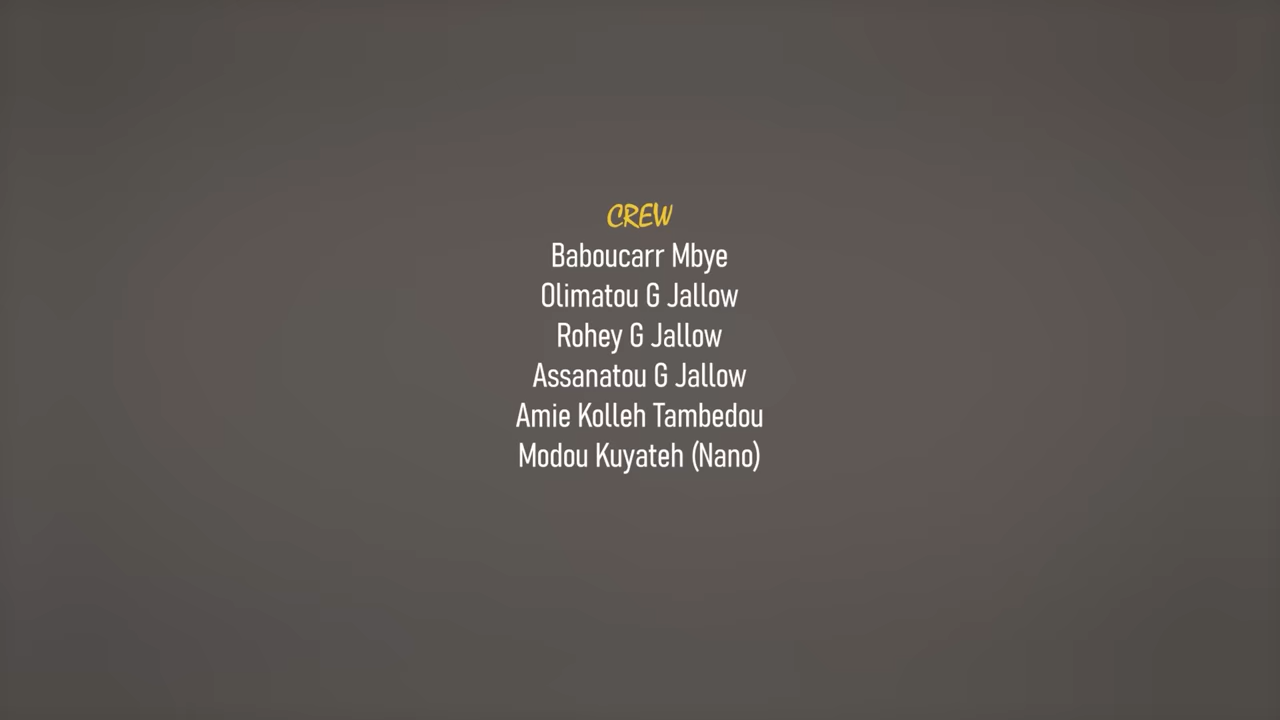 CREW
Baboucarr Mbye
Olimatou G Jallow
Rohey G Jallow
Assanatou G Jallow
Amie Kolleh Tambedou
Modou Kuyateh (Nano)